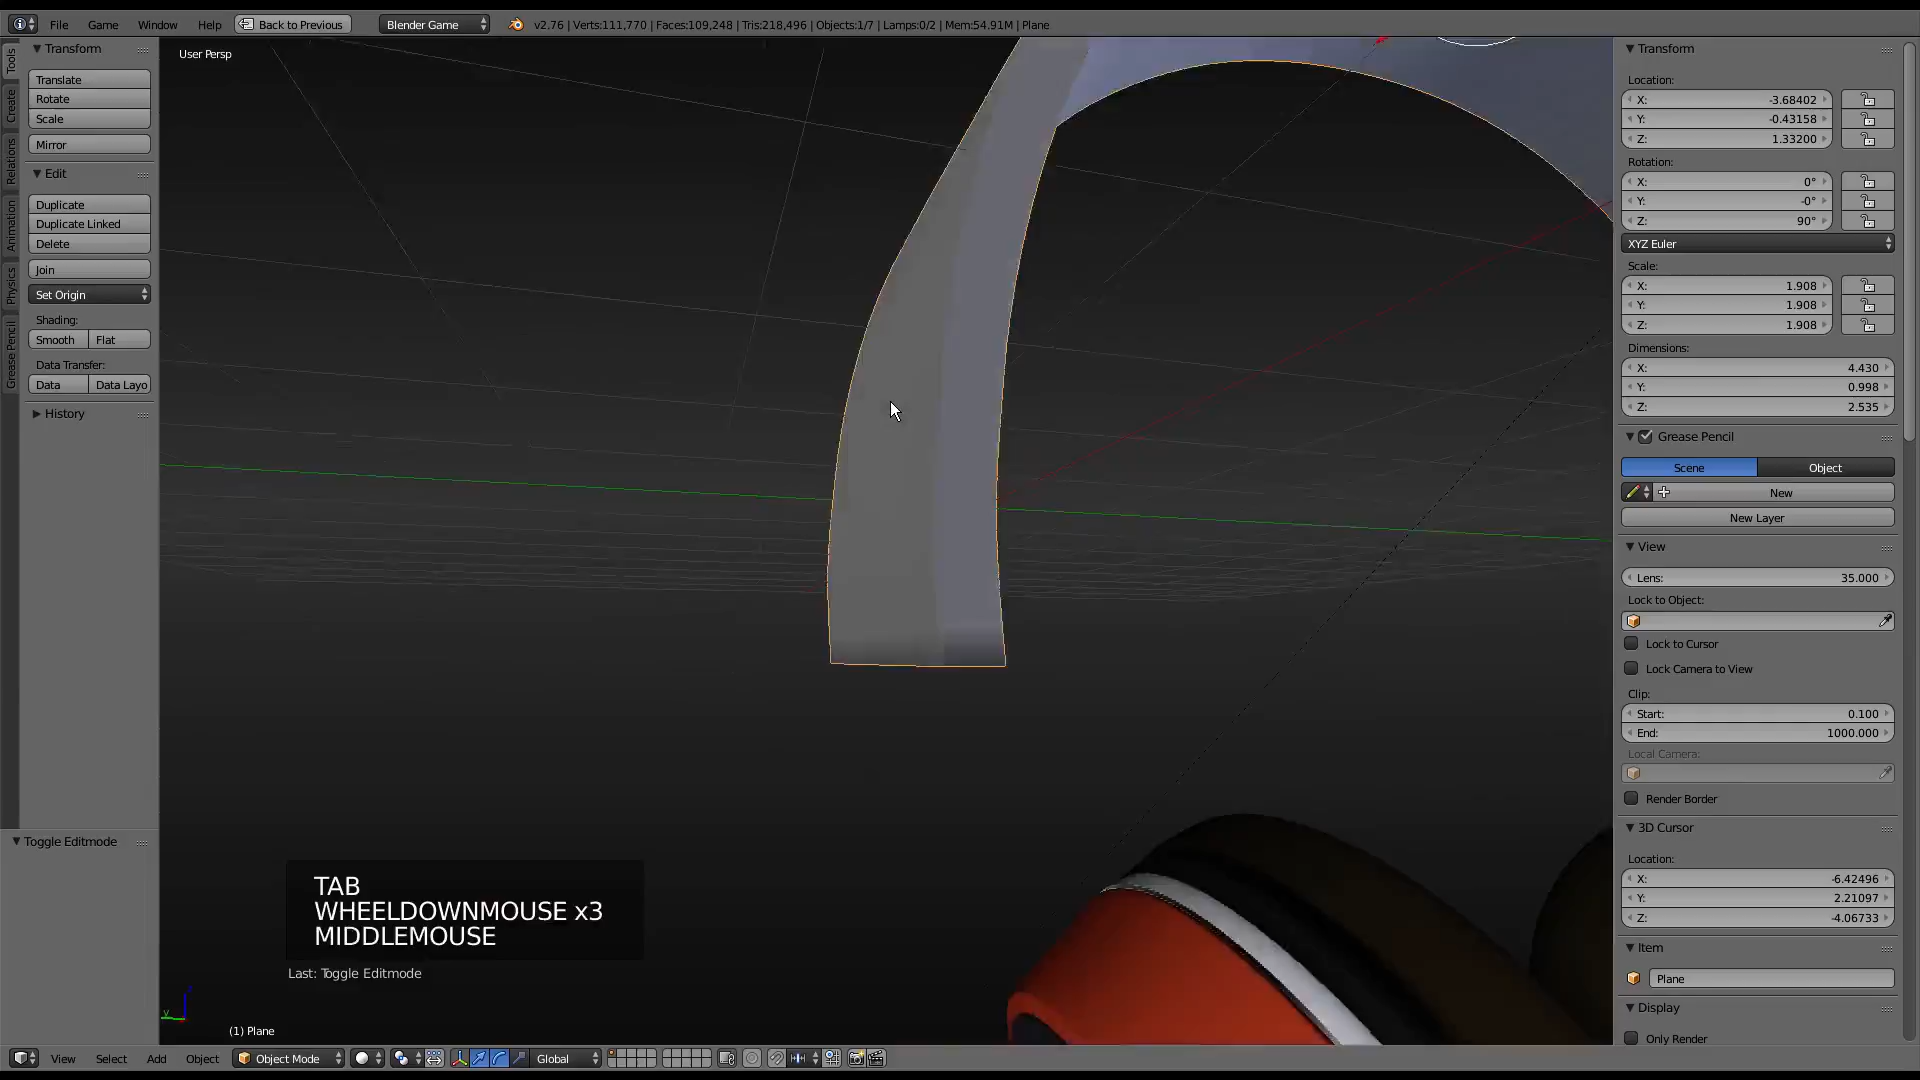 File Game Window Help Back to Previous Blender Game v2.76 | Verts:111,770 | Faces:109,248 | Tris:218,496 | Objects:1/7 | Lamps:0/2 | Mem:54.91M | Plane
Tools
Create
Relations
Animation
Physics
Grease Pencil
Transform
Translate
Rotate
Scale
Mirror
Edit
Duplicate
Duplicate Linked
Delete
Join
Set Origin
Shading:
Smooth Flat
Data Transfer:
Data Data Layo
History
Toggle Editmode
User Persp
TAB
WHEELDOWNMOUSE x3
MIDDLEMOUSE
Last: Toggle Editmode
(1) Plane
Transform
Location:
X: -3.68402
Y: -0.43158
Z: 1.33200
Rotation:
X: 0°
Y: -0°
Z: 90°
XYZ Euler
Scale:
X: 1.908
Y: 1.908
Z: 1.908
Dimensions:
X: 4.430
Y: 0.998
Z: 2.535
Grease Pencil
Scene Object
New
New Layer
View
Lens: 35.000
Lock to Object:
Lock to Cursor
Lock Camera to View
Clip:
Start: 0.100
End: 1000.000
Local Camera:
Render Border
3D Cursor
Location:
X: -6.42496
Y: 2.21097
Z: -4.06733
Item
Plane
Display
Only Render
View Select Add Object Object Mode Global